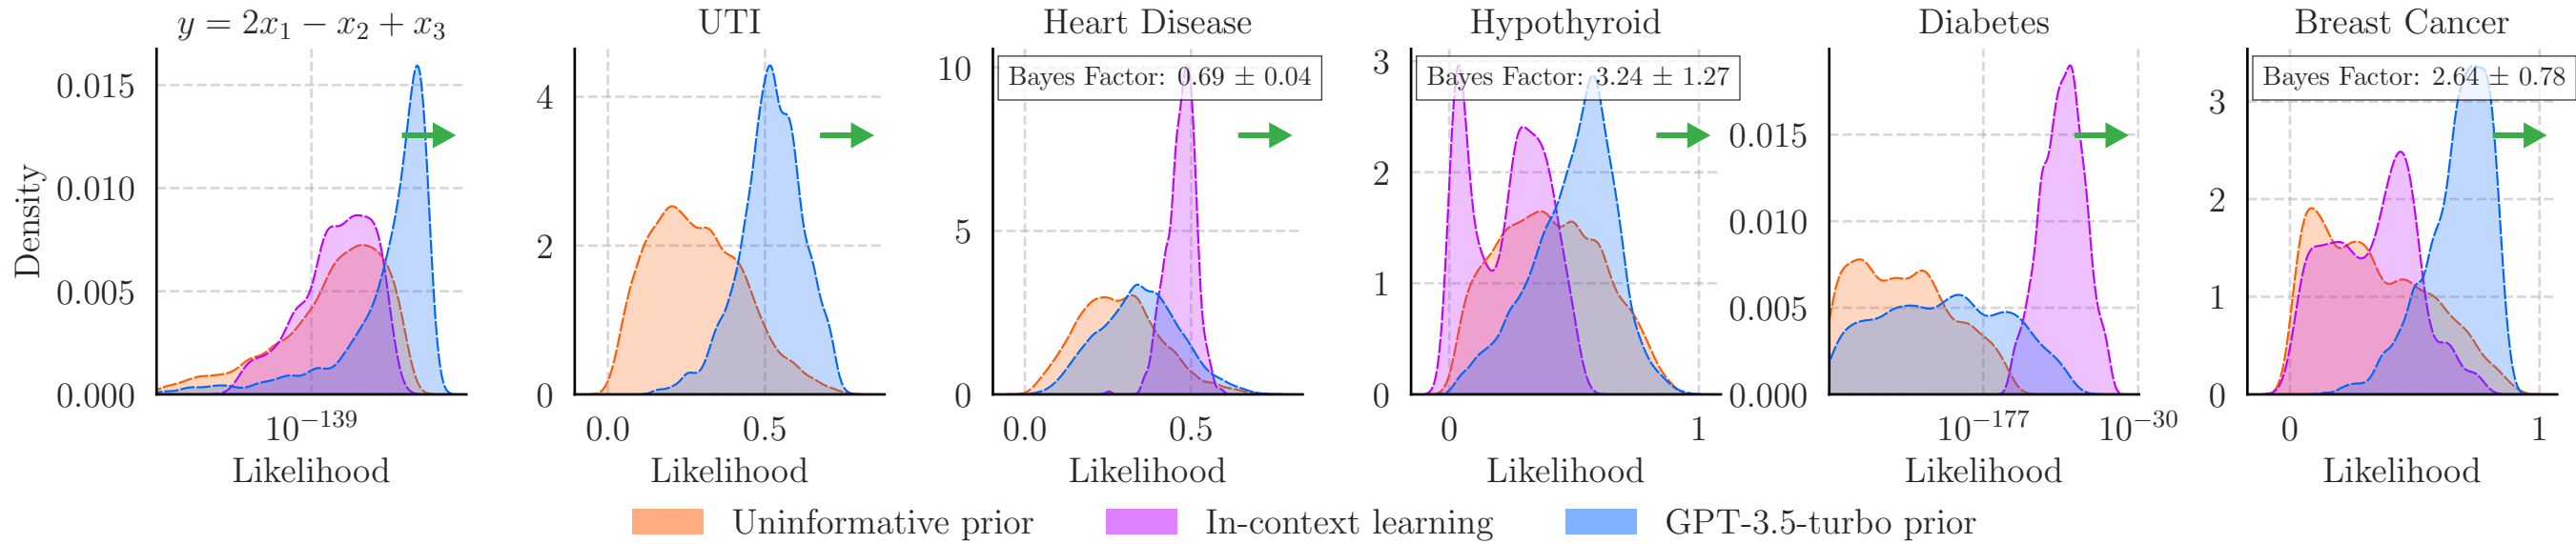 y = 2x₁ − x₂ + x₃
UTI
Heart Disease
Hypothyroid
Diabetes
Breast Cancer
Density
0.015
0.010
0.005
0.000
10⁻¹³⁹
Likelihood
4
2
0
0.0
0.5
Likelihood
Bayes Factor: 0.69 ± 0.04
10
5
0
0.0
0.5
Likelihood
Bayes Factor: 3.24 ± 1.27
3
2
1
0
0
1
Likelihood
0.015
0.010
0.005
0.000
10⁻¹⁷⁷
10⁻³⁰
Likelihood
Bayes Factor: 2.64 ± 0.78
3
2
1
0
0
1
Likelihood
Uninformative prior
In-context learning
GPT-3.5-turbo prior